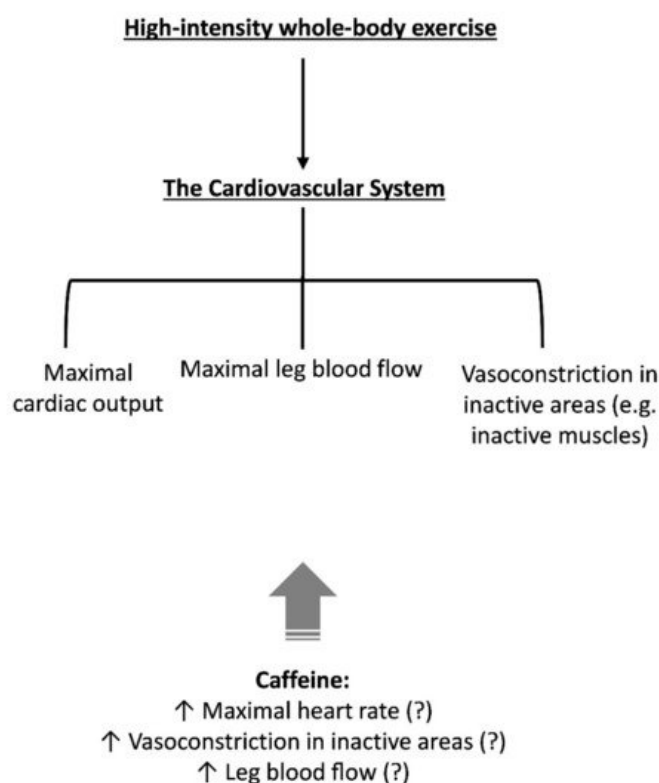 High-intensity whole-body exercise
The Cardiovascular System
Maximal
cardiac output
Maximal leg blood flow
Vasoconstriction in
inactive areas (e.g.
inactive muscles)
Caffeine:
↑ Maximal heart rate (?)
↑ Vasoconstriction in inactive areas (?)
↑ Leg blood flow (?)